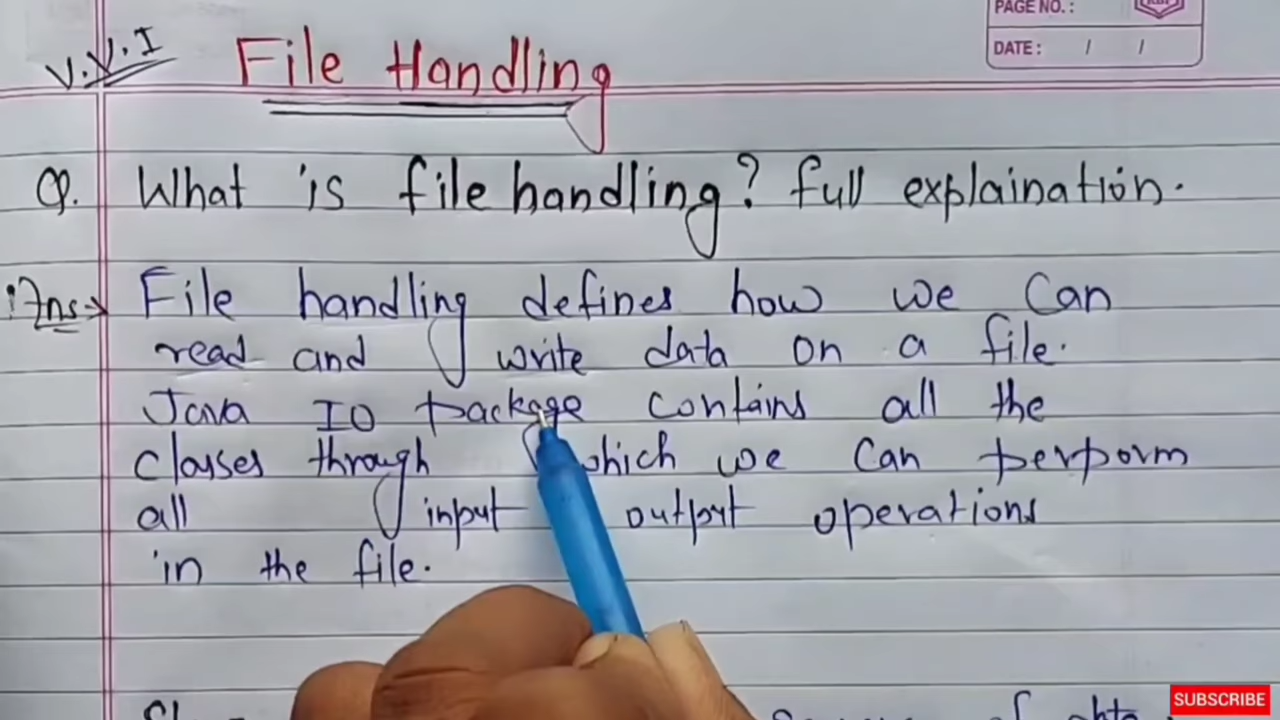 PAGE NO. :
DATE : / /
V.V.I
File Handling
Q. What is file handling? full explaination.
Ans→ File handling defines how we can
read and write data on a file.
Java IO package contains all the
classes through which we can perporm
all input output operations
in the file.
of
SUBSCRIBE